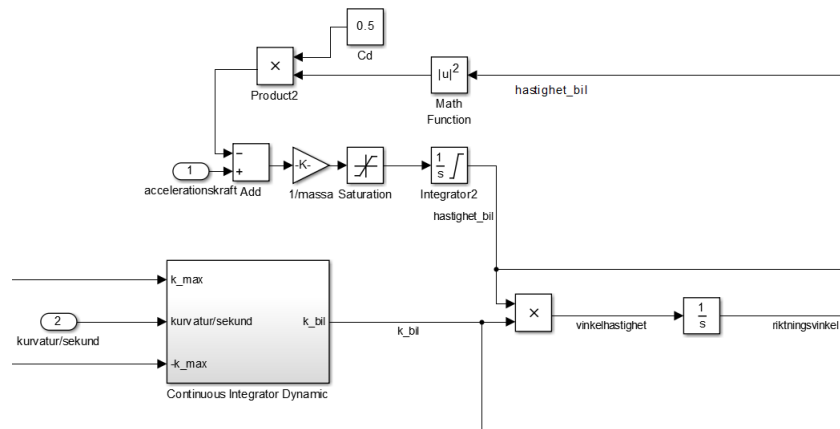 0.5
Cd
×
Product2
|u|²
Math
Function
hastighet_bil
−
+
1
accelerationskraft
Add
-K-
1/massa
Saturation
1
s
Integrator2
hastighet_bil
k_max
2
kurvatur/sekund
kurvatur/sekund
k_bil
k_bil
-k_max
Continuous Integrator Dynamic
×
vinkelhastighet
1
s
riktningsvinkel